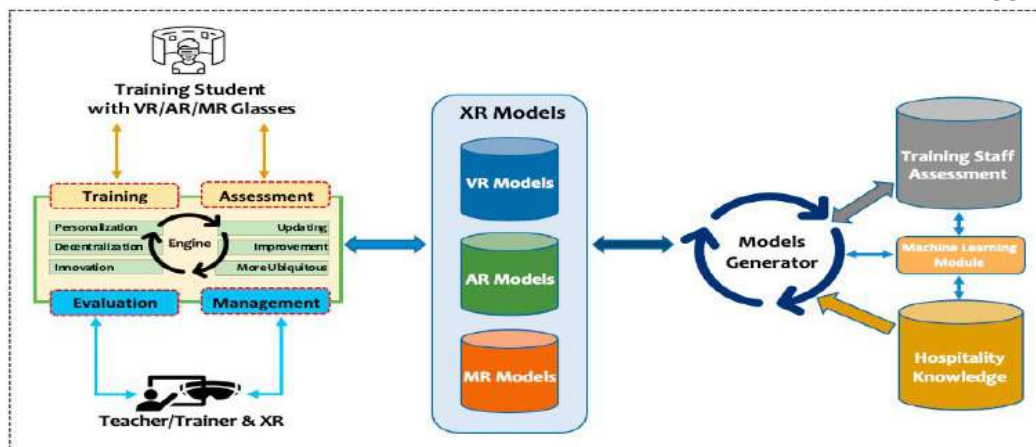 Training Student
with VR/AR/MR Glasses
Training
Assessment
Personalization
Decentralization
Innovation
Engine
Updating
Improvement
More Ubiquitous
Evaluation
Management
Teacher/Trainer & XR
XR Models
VR Models
AR Models
MR Models
Models
Generator
Training Staff
Assessment
Machine Learning
Module
Hospitality
Knowledge